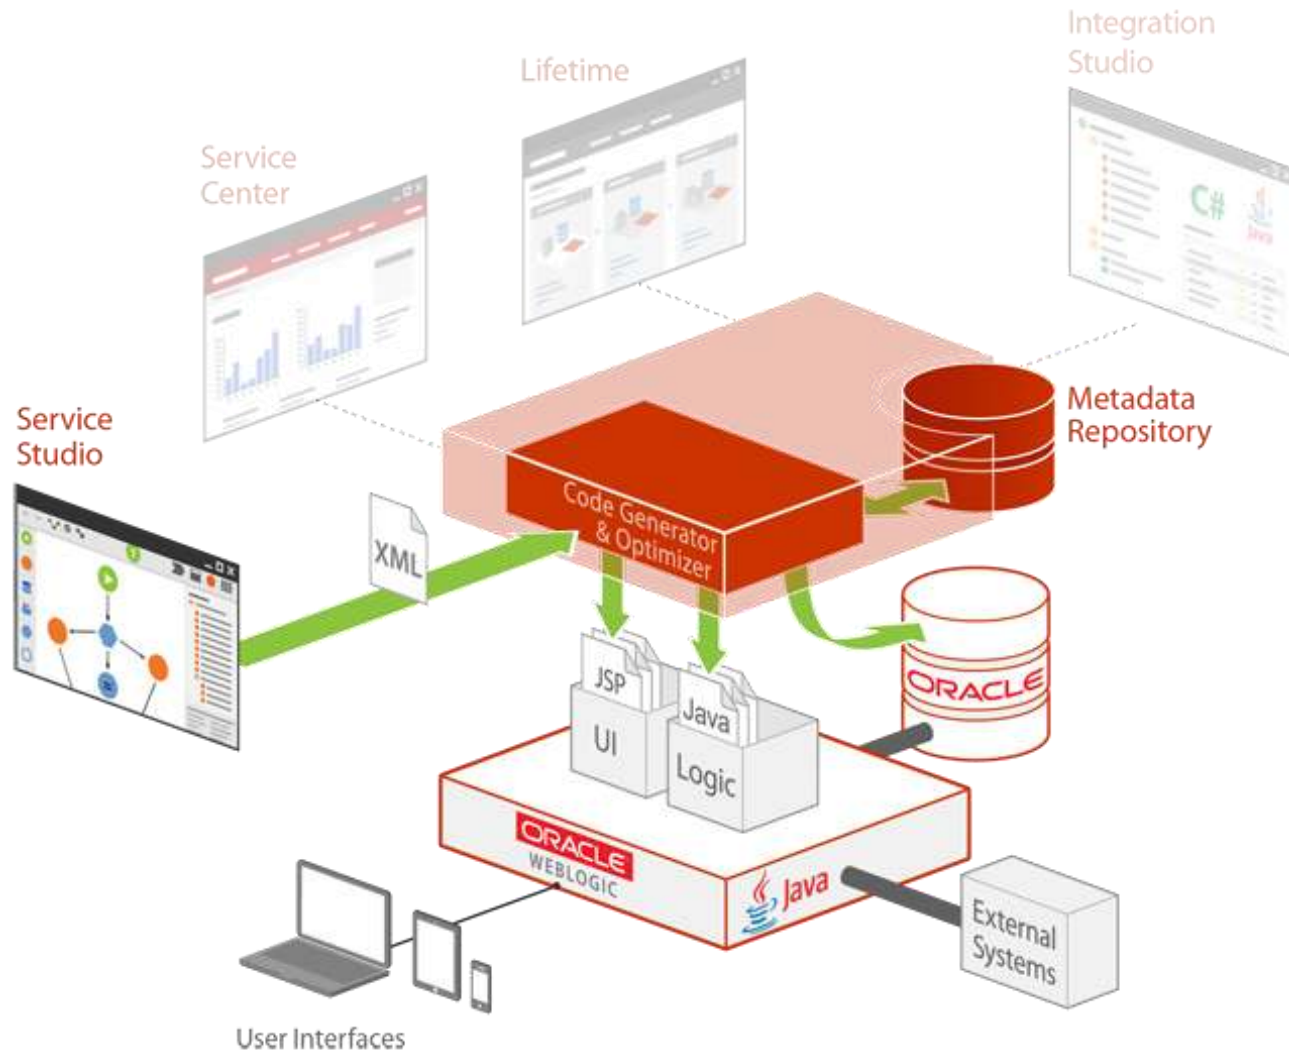 Integration
Studio
Lifetime
Service
Center
C#
Java
Metadata
Repository
Service
Studio
Code Generator
& Optimizer
XML
JSP
Java
ORACLE
UI
Logic
ORACLE
WEBLOGIC
Java
External
Systems
User Interfaces